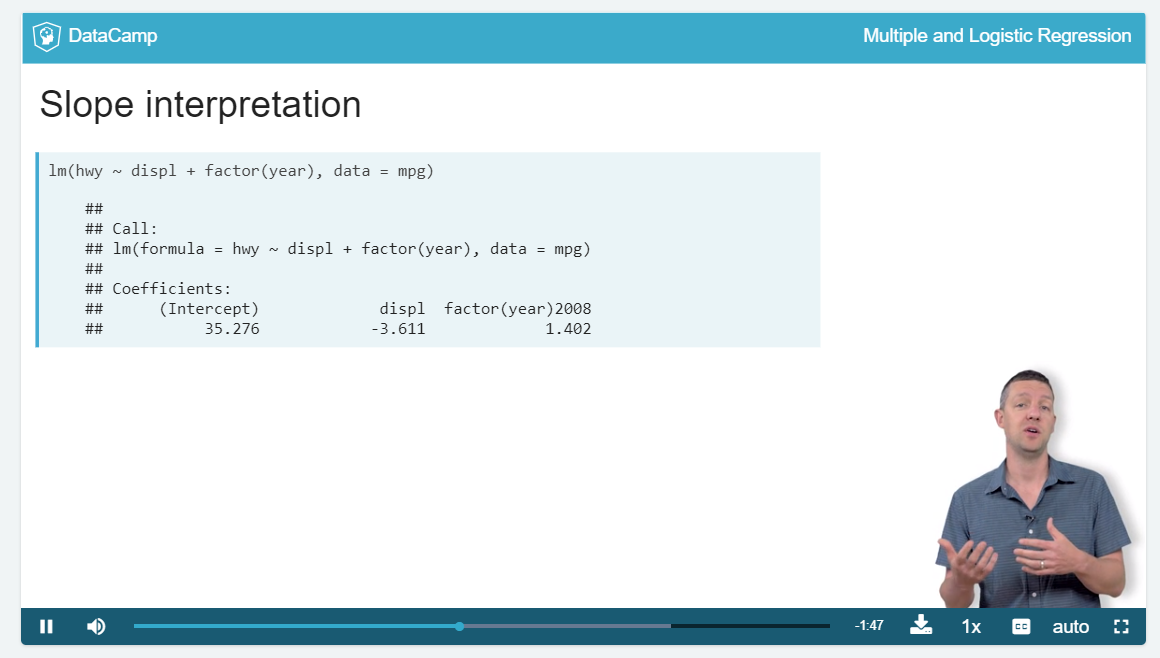 DataCamp
Multiple and Logistic Regression
Slope interpretation
lm(hwy ~ displ + factor(year), data = mpg)
##
## Call:
## lm(formula = hwy ~ displ + factor(year), data = mpg)
##
## Coefficients:
## (Intercept) displ factor(year)2008
## 35.276 -3.611 1.402
-1:47
1x
CC
auto